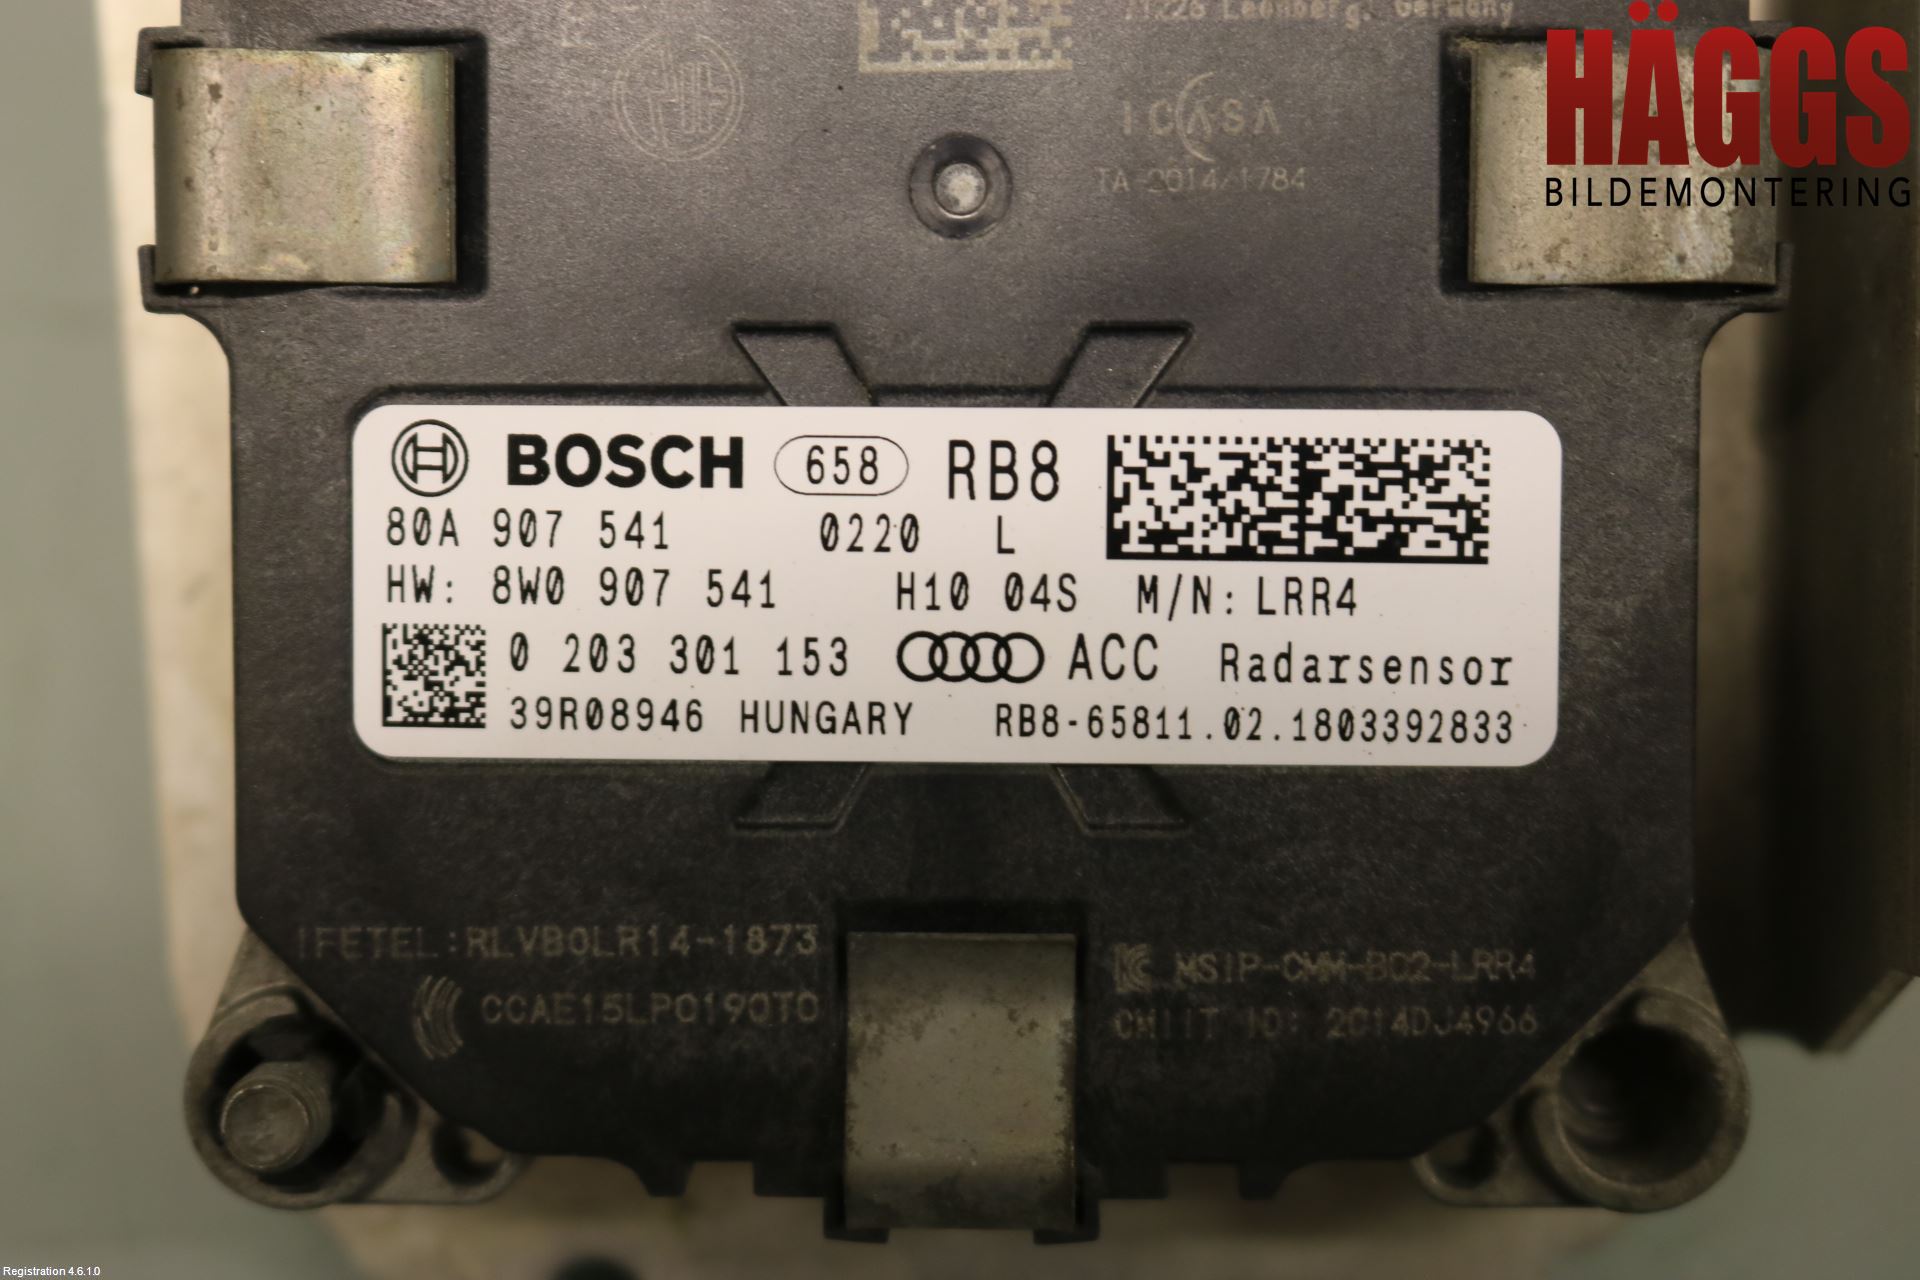 71226 Leonberg, Germany
HÄGGS
BILDEMONTERING
ICASA
TA-2014/1784
BOSCH 658 RB8
80A 907 541 0220 L
HW: 8W0 907 541 H10 04S M/N: LRR4
0 203 301 153 ACC Radarsensor
39R08946 HUNGARY RB8-65811.02.1803392833
IFETEL:RLVBOLR14-1873
CCAE15LP0190T0
MSIP-CMM-BO2-LRR4
CMIIT ID: 2014DJ4966
Registration 4.6.1.0